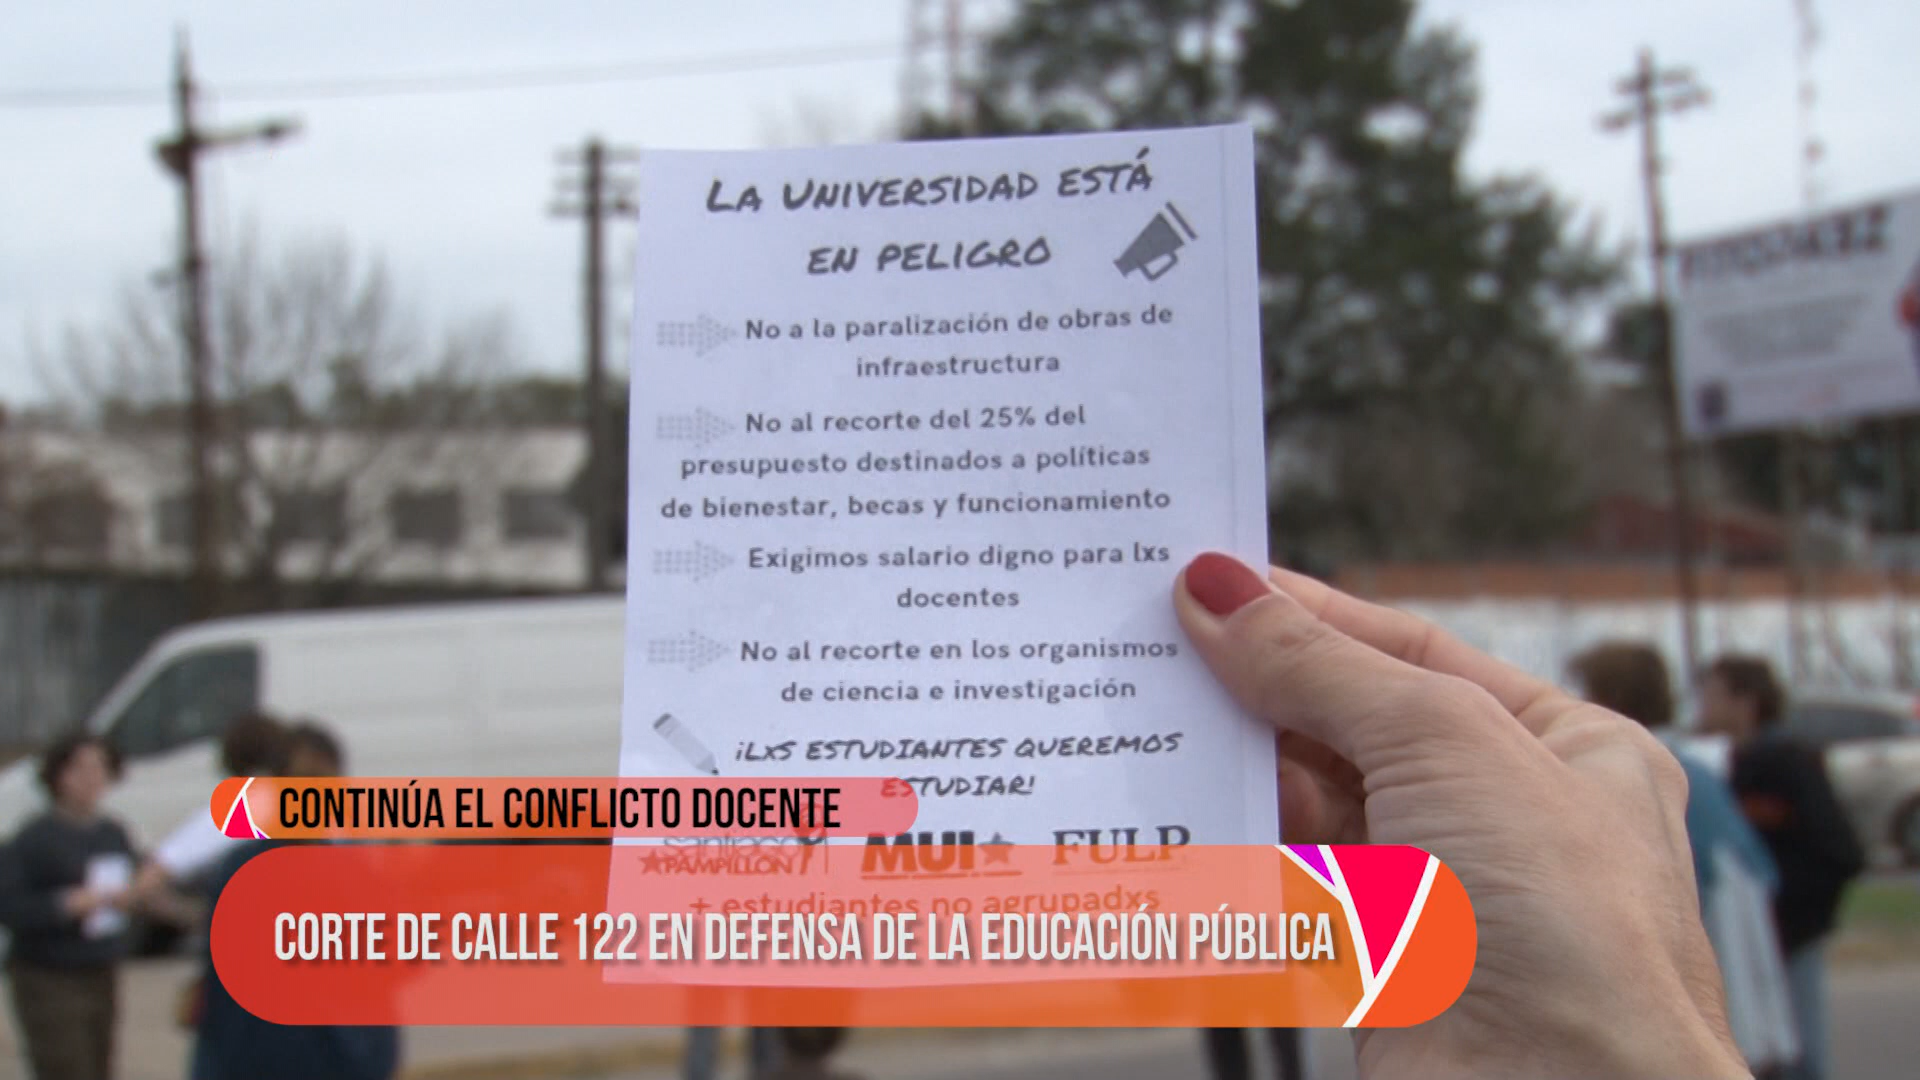 LA UNIVERSIDAD ESTÁ
EN PELIGRO
No a la paralización de obras de
infraestructura
No al recorte del 25% del
presupuesto destinados a políticas
de bienestar, becas y funcionamiento
Exigimos salario digno para lxs
docentes
No al recorte en los organismos
de ciencia e investigación
¡LXS ESTUDIANTES QUEREMOS
ESTUDIAR!
santiago
PAMPILLÓN MUI FULP
+ estudiantes no agrupadxs
CONTINÚA EL CONFLICTO DOCENTE
CORTE DE CALLE 122 EN DEFENSA DE LA EDUCACIÓN PÚBLICA